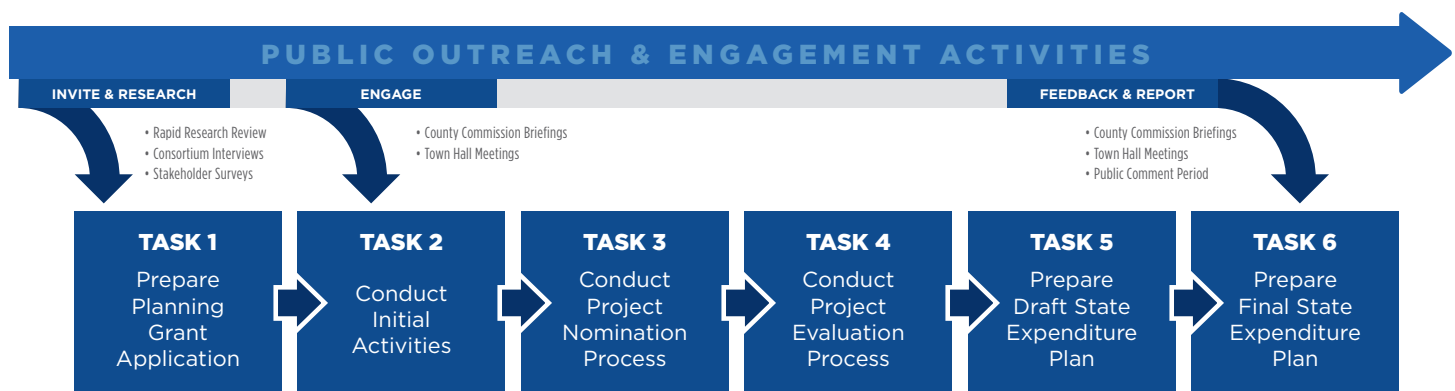 PUBLIC OUTREACH & ENGAGEMENT ACTIVITIES
INVITE & RESEARCH
• Rapid Research Review
• Consortium Interviews
• Stakeholder Surveys
ENGAGE
• County Commission Briefings
• Town Hall Meetings
FEEDBACK & REPORT
• County Commission Briefings
• Town Hall Meetings
• Public Comment Period
TASK 1
Prepare
Planning
Grant
Application
TASK 2
Conduct
Initial
Activities
TASK 3
Conduct
Project
Nomination
Process
TASK 4
Conduct
Project
Evaluation
Process
TASK 5
Prepare
Draft State
Expenditure
Plan
TASK 6
Prepare
Final State
Expenditure
Plan